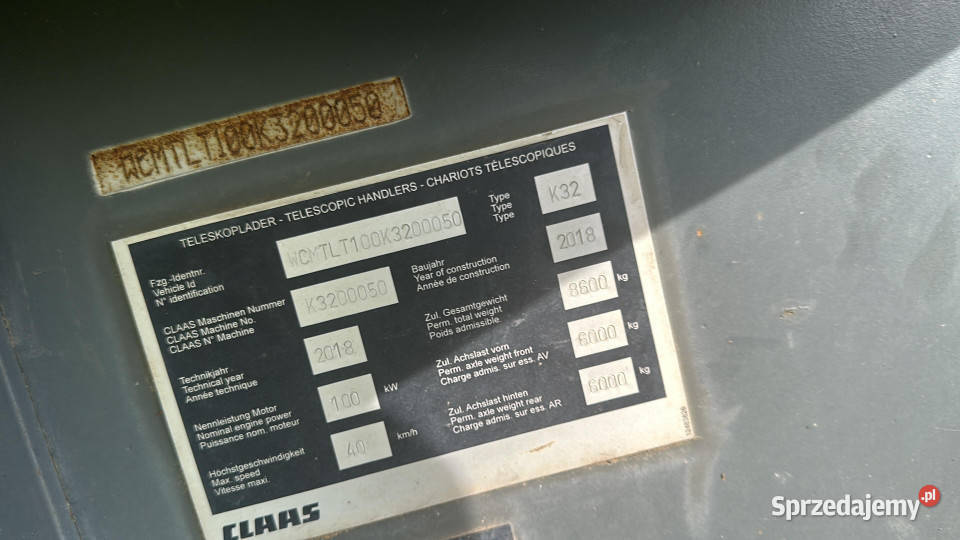 WCMTLT100K3200050
TELESKOPLADER - TELESCOPIC HANDLERS - CHARIOTS TÉLESCOPIQUES
Fzg.-Identnr.
Vehicle Id
N° identification
WCMTLT100K3200050
Type
Type
Type
K32
CLAAS Maschinen Nummer
CLAAS Machine No.
CLAAS N° Machine
K3200050
Baujahr
Year of construction
Année de construction
2018
Technikjahr
Technical year
Année technique
2018
Zul. Gesamtgewicht
Perm. total weight
Poids admissible.
8600 kg
Nennleistung Motor
Nominal engine power
Puissance nom. moteur
100 kW
Zul. Achslast vorn
Perm. axle weight front
Charge admis. sur ess. AV
6000 kg
Höchstgeschwindigkeit
Max. speed
Vitesse maxi.
40 km/h
Zul. Achslast hinten
Perm. axle weight rear
Charge admis. sur ess. AR
6000 kg
CLAAS
Sprzedajemy.pl